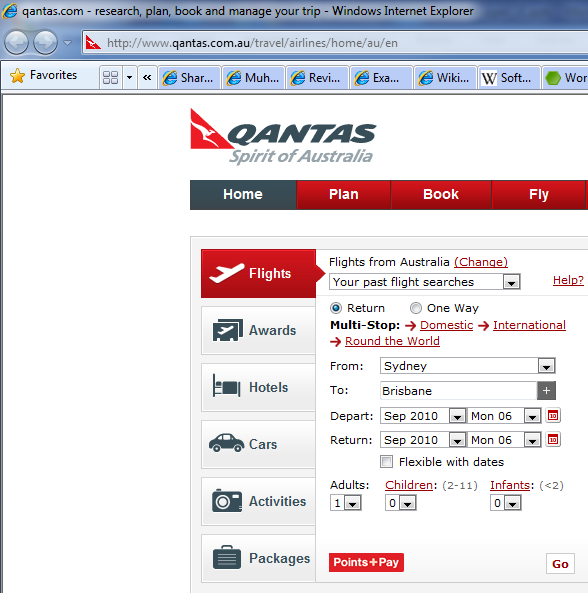 qantas.com - research, plan, book and manage your trip - Windows Internet Explorer
http://www.qantas.com.au/travel/airlines/home/au/en
Favorites « Shar... Muh... Revi... Exa... Wiki... W Soft... Wor
QANTAS
Spirit of Australia
Home Plan Book Fly
Flights
Awards
Hotels
Cars
Activities
Packages
Flights from Australia (Change)
Your past flight searches Help?
Return One Way
Multi-Stop: Domestic International
Round the World
From: Sydney
To: Brisbane +
Depart: Sep 2010 Mon 06 10
Return: Sep 2010 Mon 06 10
Flexible with dates
Adults: Children: (2-11) Infants: (<2)
1 0 0
Points+Pay Go